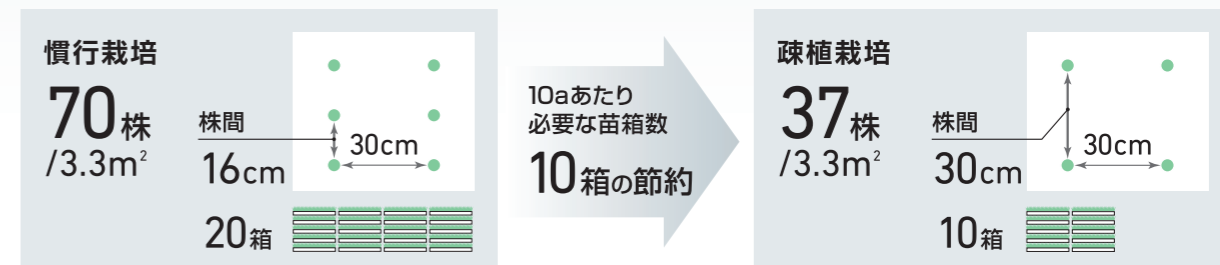 慣行栽培
70株
/3.3m²
株間
16cm
30cm
20箱
10aあたり
必要な苗箱数
10箱の節約
疎植栽培
37株
/3.3m²
株間
30cm
30cm
10箱